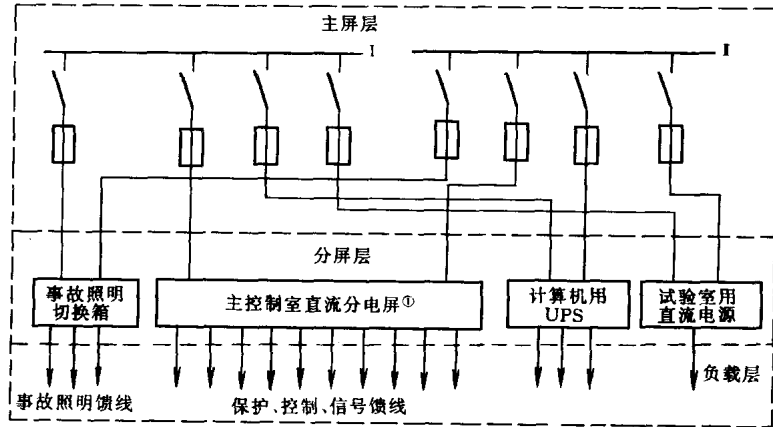 主屏层
I
II
分屏层
事故照明
切换箱
主控制室直流分电屏①
计算机用
UPS
试验室用
直流电源
负载层
事故照明馈线
保护、控制、信号馈线